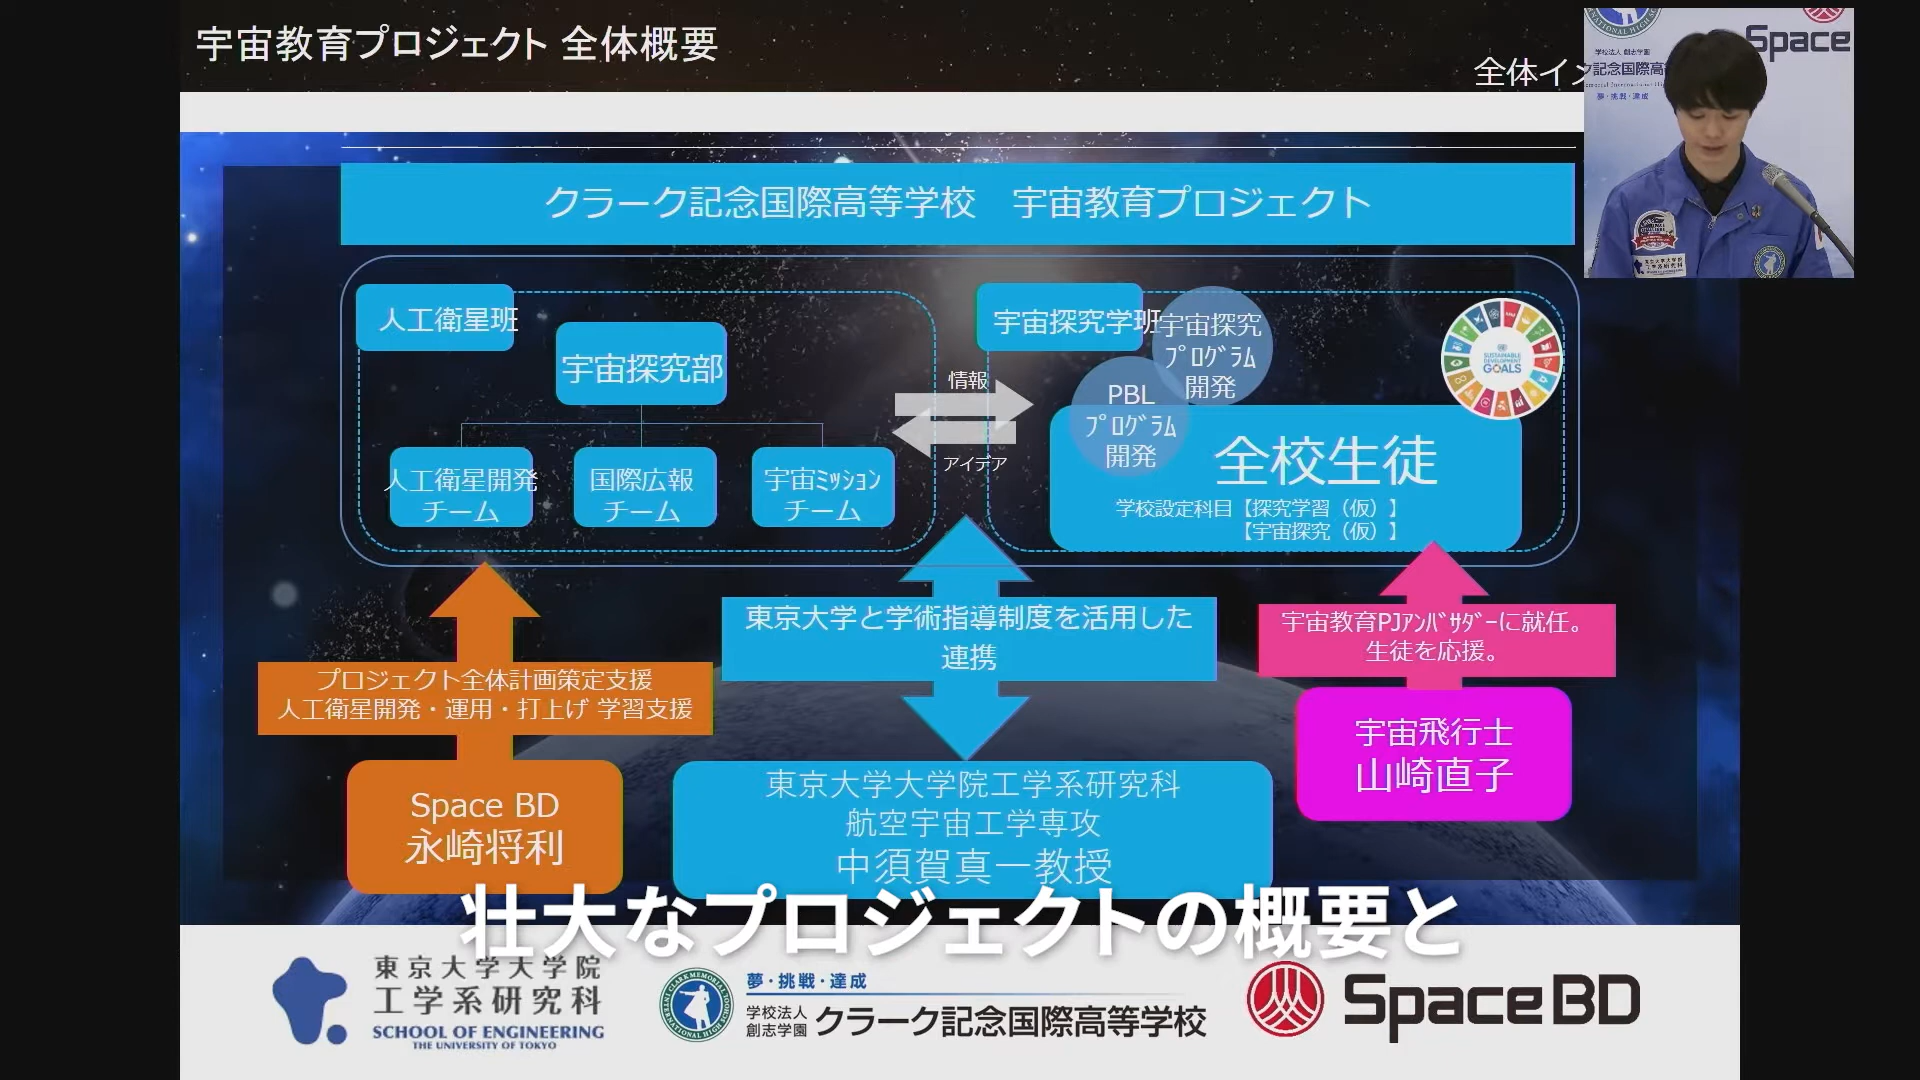 宇宙教育プロジェクト 全体概要
全体イ
Space
学校法人 創志学園
記念国際高
夢・挑戦・達成
クラーク記念国際高等学校　宇宙教育プロジェクト
人工衛星班
宇宙探究部
人工衛星開発
チーム
国際広報
チーム
宇宙ﾐｯｼｮﾝ
チーム
情報
アイデア
宇宙探究学班
宇宙探究
ﾌﾟﾛｸﾞﾗﾑ
開発
PBL
ﾌﾟﾛｸﾞﾗﾑ
開発
SUSTAINABLE
DEVELOPMENT
GOALS
全校生徒
学校設定科目【探究学習（仮）】
【宇宙探究（仮）】
プロジェクト全体計画策定支援
人工衛星開発・運用・打上げ 学習支援
Space BD
永崎将利
東京大学と学術指導制度を活用した
連携
東京大学大学院工学系研究科
航空宇宙工学専攻
中須賀真一教授
宇宙教育PJｱﾝﾊﾞｻﾀﾞｰに就任。
生徒を応援。
宇宙飛行士
山崎直子
壮大なプロジェクトの概要と
東京大学大学院
工学系研究科
SCHOOL OF ENGINEERING
THE UNIVERSITY OF TOKYO
夢・挑戦・達成
学校法人
創志学園
クラーク記念国際高等学校
SpaceBD